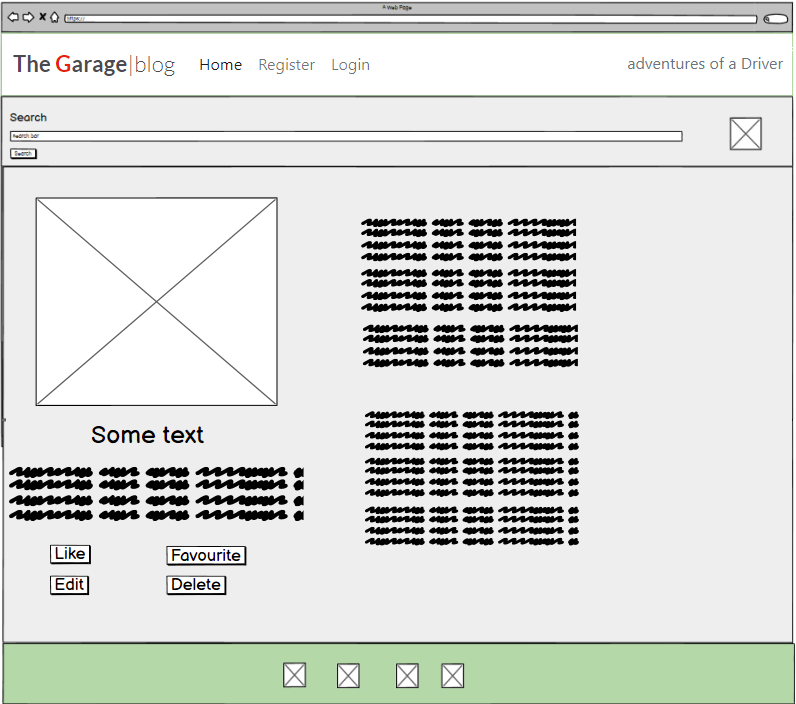 A Web Page
https://
The Garage|blog Home Register Login adventures of a Driver
Search
search bar
Search
Some text
Like Favourite
Edit Delete